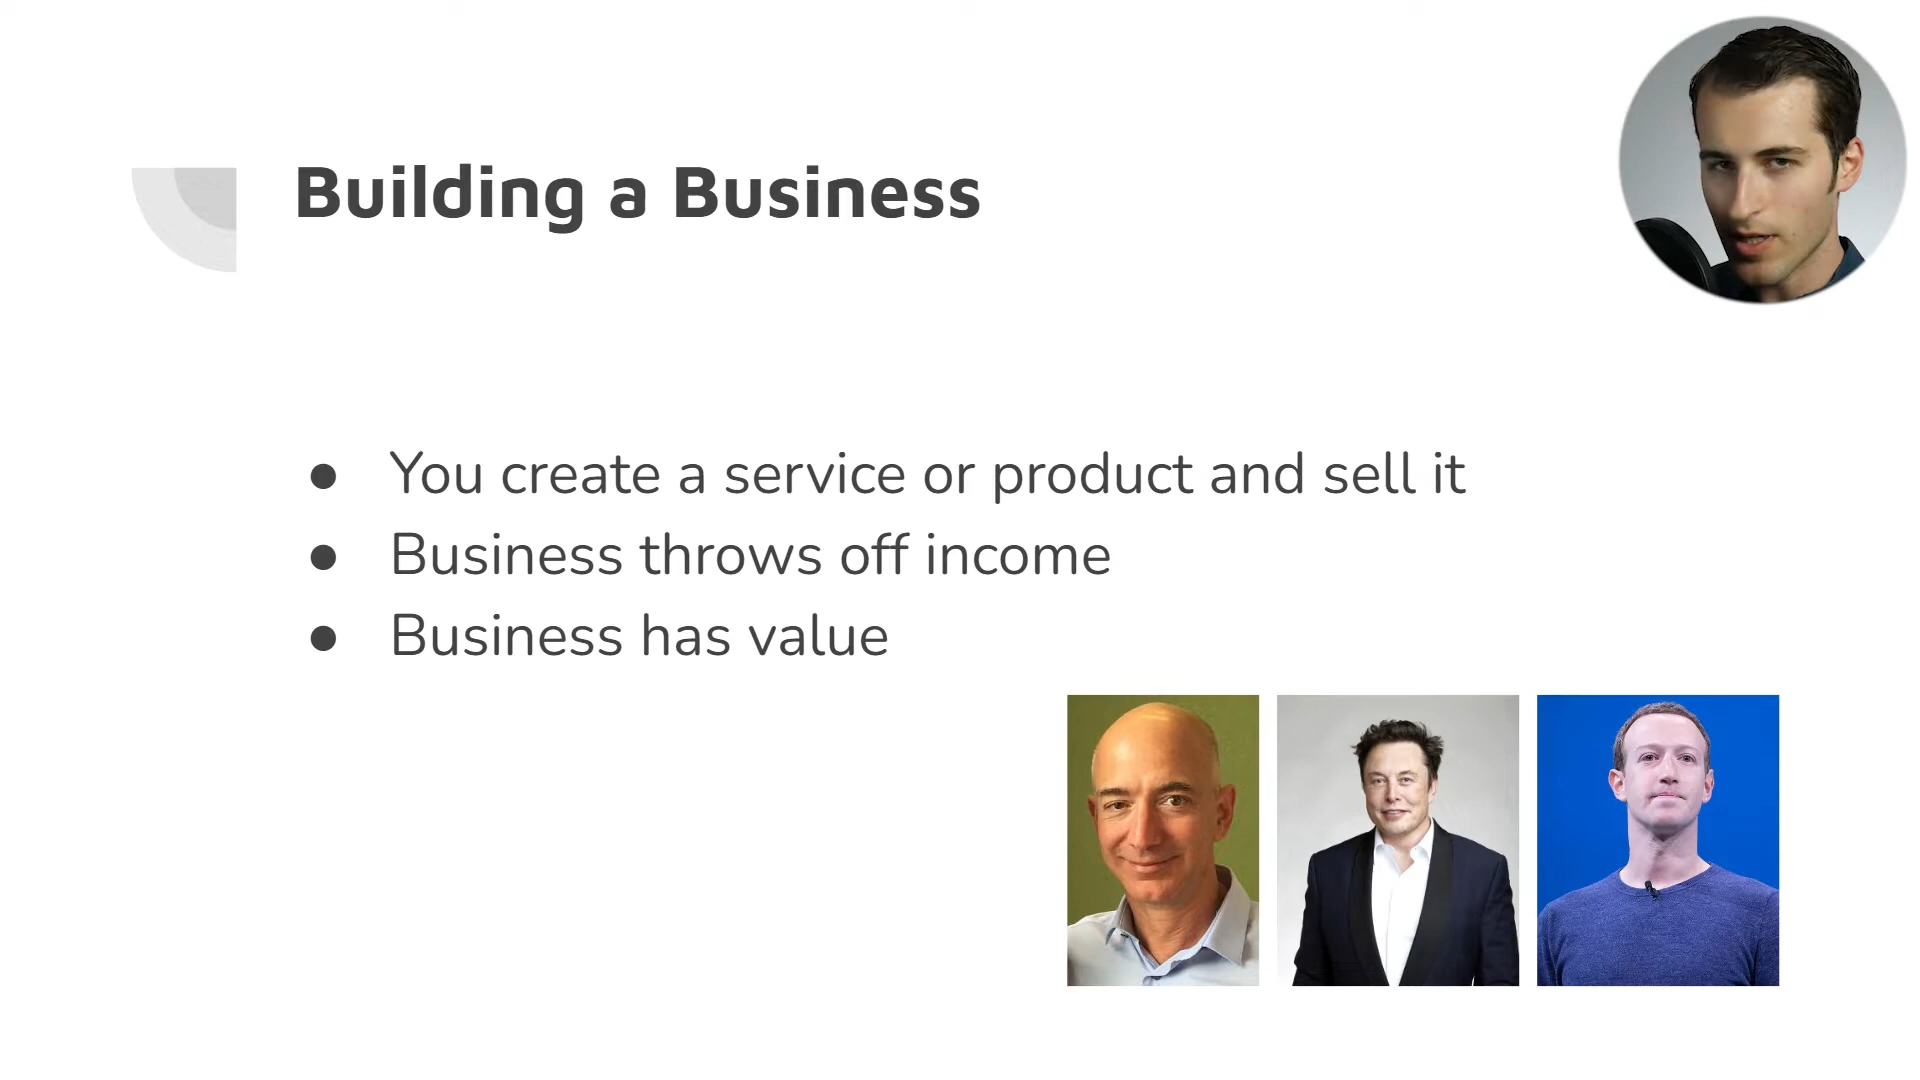 Building a Business
● You create a service or product and sell it
● Business throws off income
● Business has value